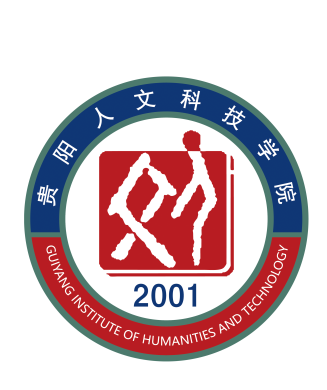 贵阳人文科技学院
2001
GUIYANG INSTITUTE OF HUMANITIES AND TECHNOLOGY